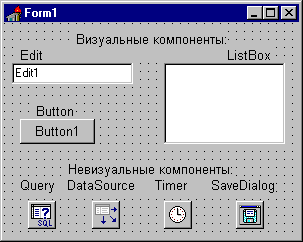 Form1
Визуальные компоненты:
Edit ListBox
Edit1
Button
Button1
Невизуальные компоненты:
Query DataSource Timer SaveDialog
SQL